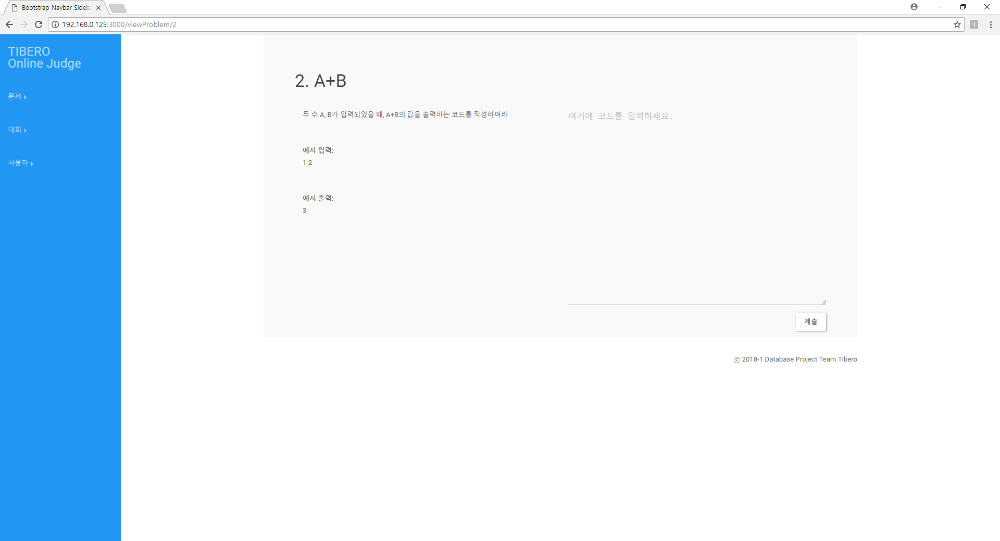 Bootstrap Navbar Sideba
192.168.0.125:3000/viewProblem/2
TIBERO
Online Judge
문제
대회
사용자
2. A+B
두 수 A, B가 입력되었을 때, A+B의 값을 출력하는 코드를 작성하여라
여기에 코드를 입력하세요.
예시 입력:
1 2
예시 출력:
3
제출
ⓒ 2018-1 Database Project Team Tibero